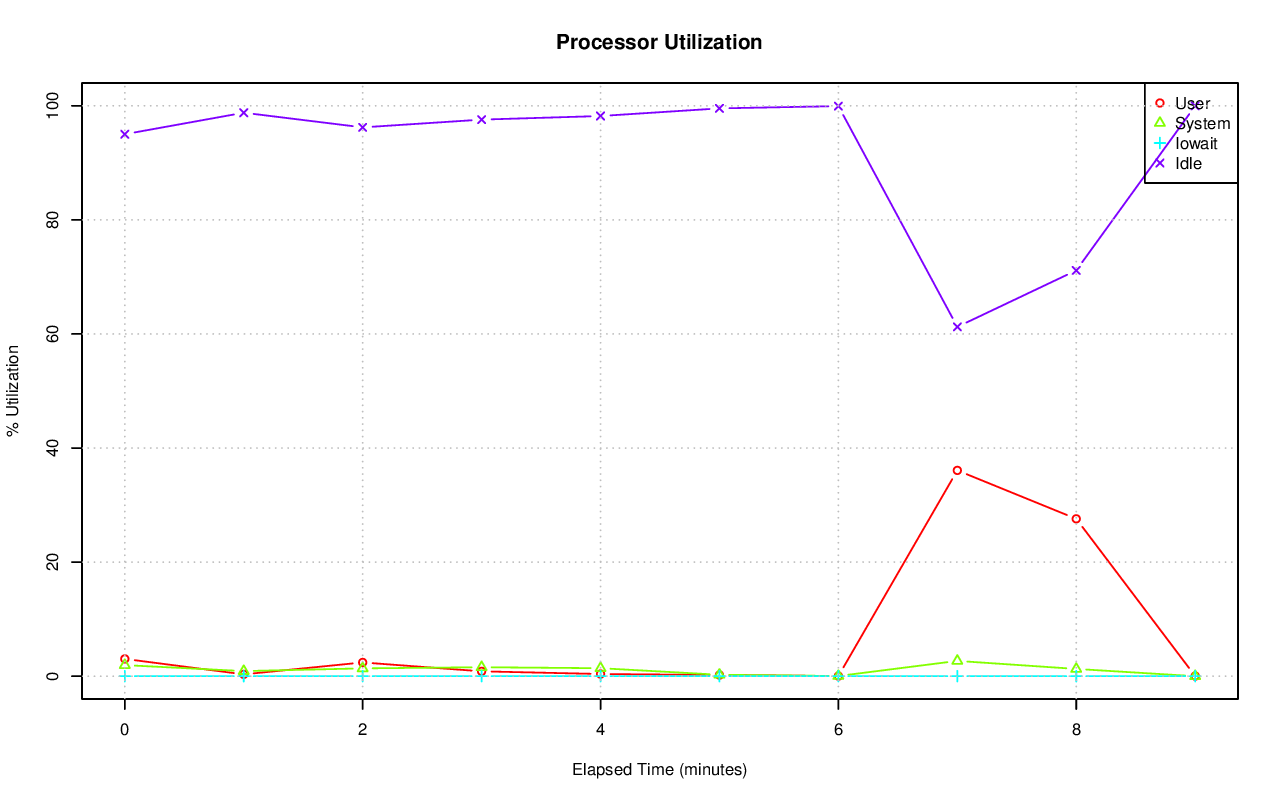 Processor Utilization
User
System
Iowait
Idle
% Utilization
100
80
60
40
20
0
0 2 4 6 8
Elapsed Time (minutes)